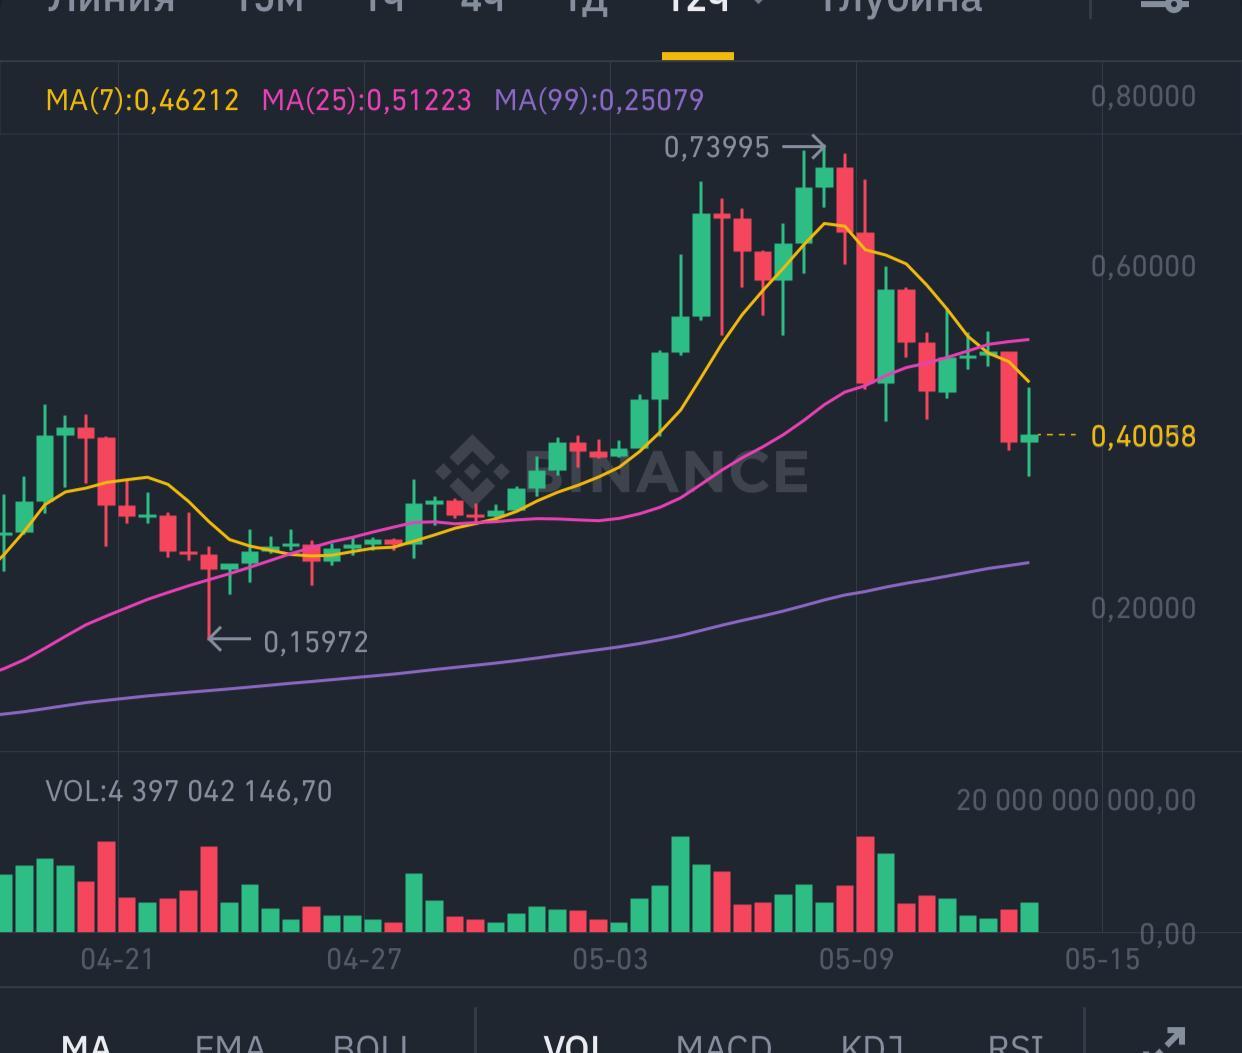 Линия 15м 1ч 4ч 1д 12ч Глубина
MA(7):0,46212 MA(25):0,51223 MA(99):0,25079
0,80000
0,73995
0,60000
0,40058
BINANCE
0,20000
0,15972
VOL:4 397 042 146,70
20 000 000 000,00
0,00
04-21 04-27 05-03 05-09 05-15
MA EMA BOLL VOL MACD KDJ RSI